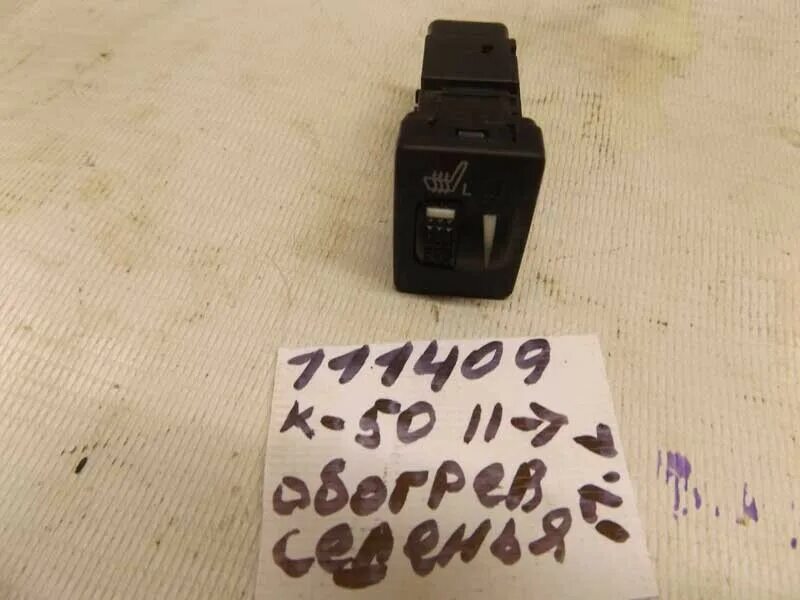 L
111409
К-50 11→
обогрев
седенья